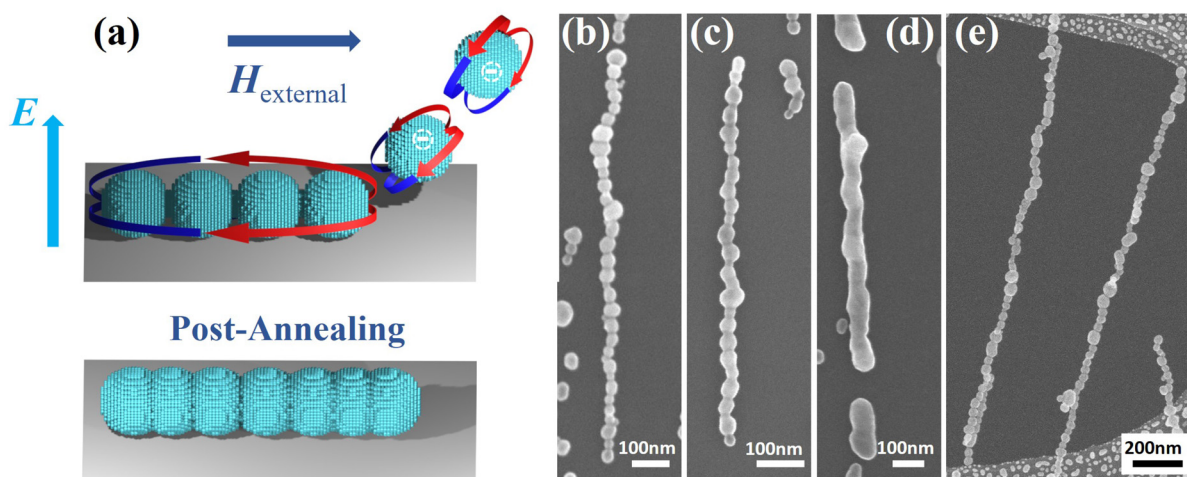 (a)
H external
E
Post-Annealing
(b)
100nm
(c)
100nm
(d)
100nm
(e)
200nm